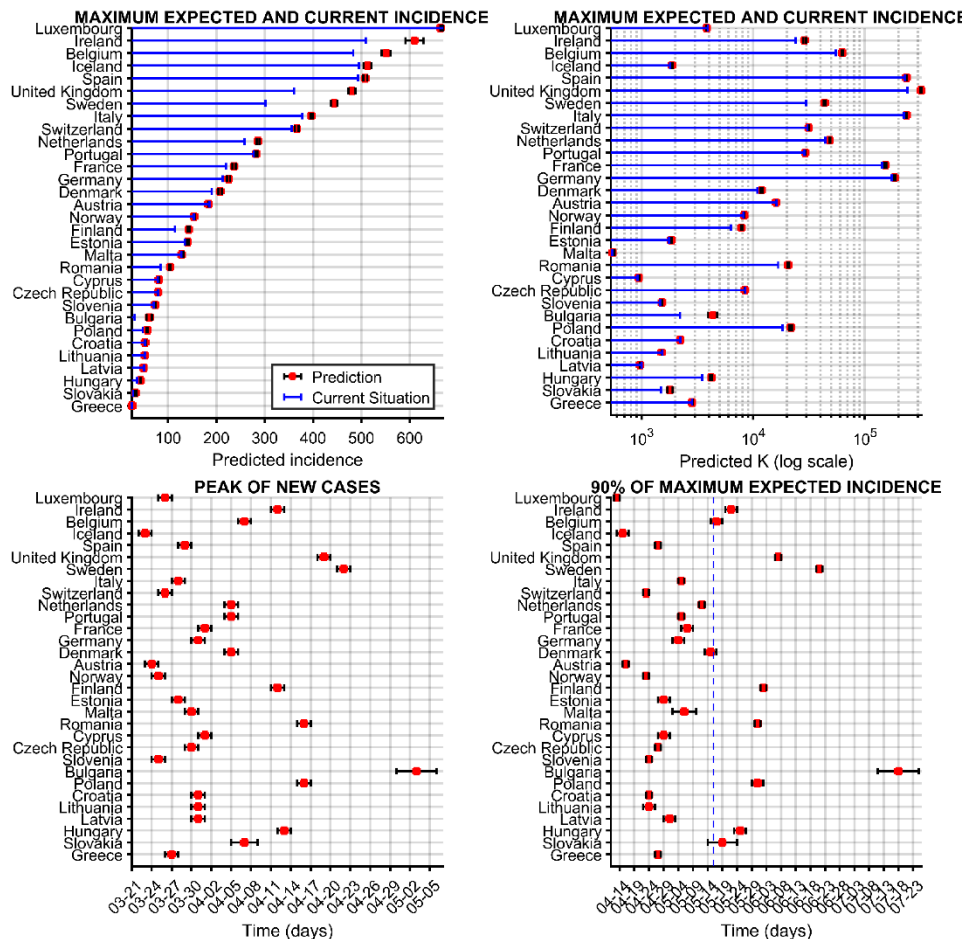 MAXIMUM EXPECTED AND CURRENT INCIDENCE
Luxembourg
Ireland
Belgium
Iceland
Spain
United Kingdom
Sweden
Italy
Switzerland
Netherlands
Portugal
France
Germany
Denmark
Austria
Norway
Finland
Estonia
Malta
Romania
Cyprus
Czech Republic
Slovenia
Bulgaria
Poland
Croatia
Lithuania
Latvia
Hungary
Slovakia
Greece
Prediction
Current Situation
100 200 300 400 500 600
Predicted incidence
MAXIMUM EXPECTED AND CURRENT INCIDENCE
Luxembourg
Ireland
Belgium
Iceland
Spain
United Kingdom
Sweden
Italy
Switzerland
Netherlands
Portugal
France
Germany
Denmark
Austria
Norway
Finland
Estonia
Malta
Romania
Cyprus
Czech Republic
Slovenia
Bulgaria
Poland
Croatia
Lithuania
Latvia
Hungary
Slovakia
Greece
10³ 10⁴ 10⁵
Predicted K (log scale)
PEAK OF NEW CASES
Luxembourg
Ireland
Belgium
Iceland
Spain
United Kingdom
Sweden
Italy
Switzerland
Netherlands
Portugal
France
Germany
Denmark
Austria
Norway
Finland
Estonia
Malta
Romania
Cyprus
Czech Republic
Slovenia
Bulgaria
Poland
Croatia
Lithuania
Latvia
Hungary
Slovakia
Greece
03-21 03-24 03-27 03-30 04-02 04-05 04-08 04-11 04-14 04-17 04-20 04-23 04-26 04-29 05-02 05-05
Time (days)
90% OF MAXIMUM EXPECTED INCIDENCE
Luxembourg
Ireland
Belgium
Iceland
Spain
United Kingdom
Sweden
Italy
Switzerland
Netherlands
Portugal
France
Germany
Denmark
Austria
Norway
Finland
Estonia
Malta
Romania
Cyprus
Czech Republic
Slovenia
Bulgaria
Poland
Croatia
Lithuania
Latvia
Hungary
Slovakia
Greece
04-14 04-19 04-24 04-29 05-04 05-09 05-14 05-19 05-24 05-29 06-03 06-08 06-13 06-18 06-23 06-28 07-03 07-08 07-13 07-18 07-23
Time (days)